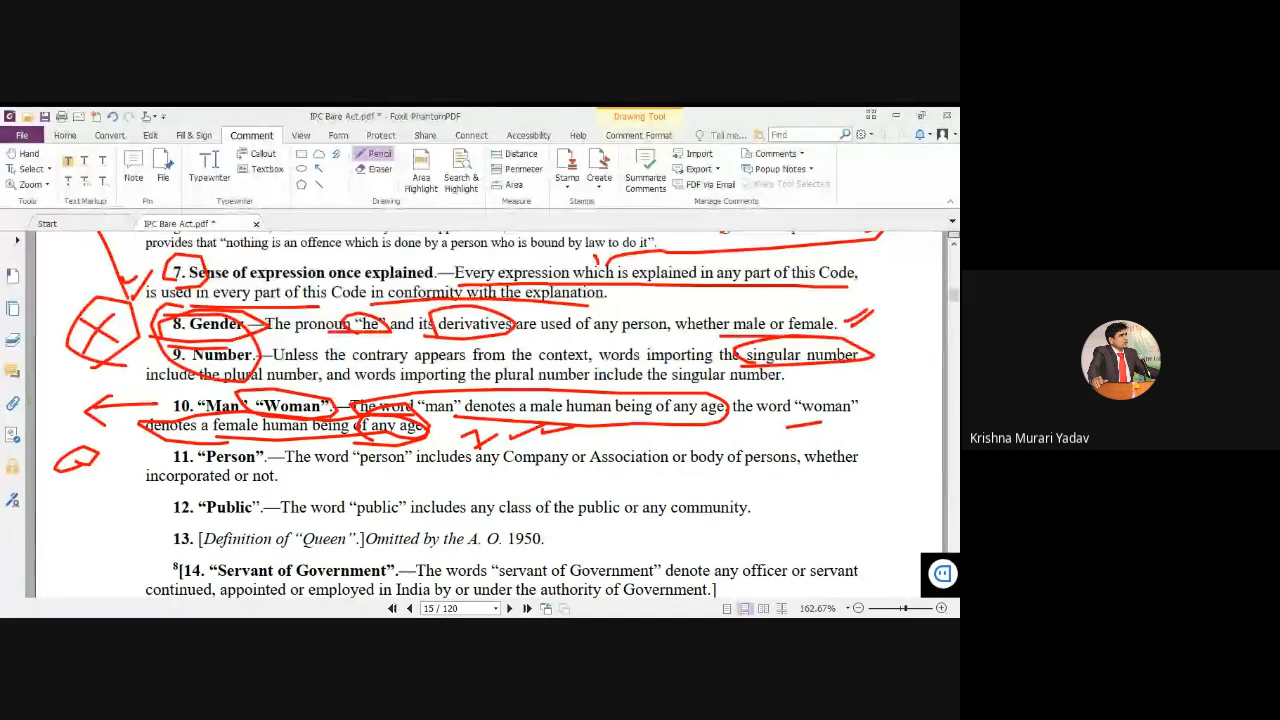 IPC Bare Act.pdf * - Foxit PhantomPDF
Drawing Tool
File Home Convert Edit Fill & Sign Comment View Form Protect Share Connect Accessibility Help Comment Format Tell me... Find
Hand
Select
Zoom
Tools
Text Markup
Note
File
Pin
Typewriter
Callout
Textbox
Typewriter
Pencil
Eraser
Drawing
Area Highlight
Search & Highlight
Distance
Perimeter
Area
Measure
Stamp
Create
Stamps
Summarize Comments
Import
Export
FDF via Email
Comments
Popup Notes
Keep Tool Selected
Manage Comments
Start
IPC Bare Act.pdf *
provides that “nothing is an offence which is done by a person who is bound by law to do it”.
7. Sense of expression once explained.—Every expression which is explained in any part of this Code,
is used in every part of this Code in conformity with the explanation.
8. Gender.—The pronoun “he” and its derivatives are used of any person, whether male or female.
9. Number.—Unless the contrary appears from the context, words importing the singular number
include the plural number, and words importing the plural number include the singular number.
10. “Man” “Woman”.—The word “man” denotes a male human being of any age; the word “woman”
denotes a female human being of any age.
11. “Person”.—The word “person” includes any Company or Association or body of persons, whether
incorporated or not.
12. “Public”.—The word “public” includes any class of the public or any community.
13. [Definition of “Queen”.]Omitted by the A. O. 1950.
8[14. “Servant of Government”.—The words “servant of Government” denote any officer or servant
continued, appointed or employed in India by or under the authority of Government.]
15 / 120
162.67%
Krishna Murari Yadav